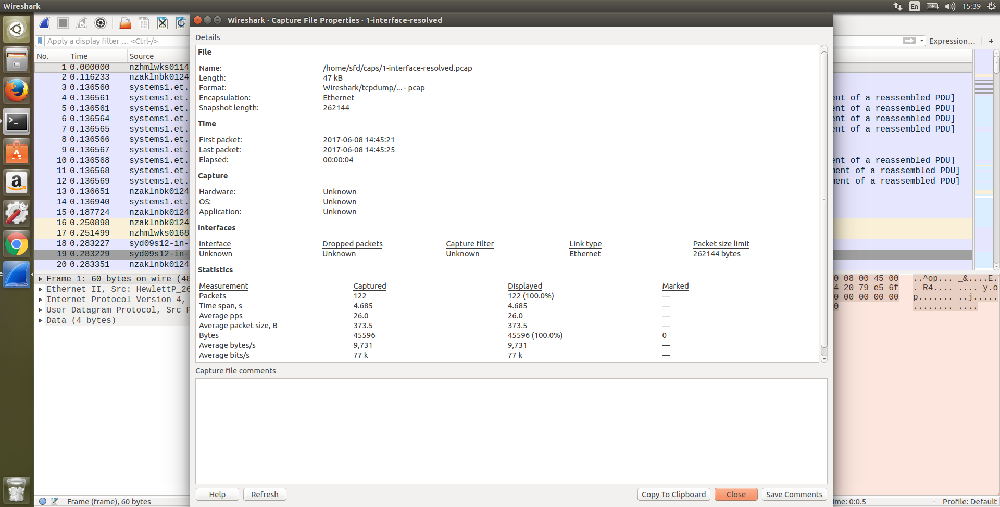 Wireshark
En
15:39
Wireshark · Capture File Properties · 1-interface-resolved
Apply a display filter ... <Ctrl-/>
Expression...
+
No. Time Source
1 0.000000 nzhmlwks0114
2 0.116233 nzaklnbk0124
3 0.136560 systems1.et.
4 0.136561 systems1.et.
5 0.136561 systems1.et.
6 0.136564 systems1.et.
7 0.136565 systems1.et.
8 0.136566 systems1.et.
9 0.136567 systems1.et.
10 0.136568 systems1.et.
11 0.136568 systems1.et.
12 0.136569 systems1.et.
13 0.136651 nzaklnbk0124
14 0.136940 systems1.et.
15 0.187724 nzaklnbk0124
16 0.250898 nzaklnbk0124
17 0.251499 nzhmlwks0168
18 0.283227 syd09s12-in-
19 0.283229 syd09s12-in-
20 0.283351 nzaklnbk0124
Frame 1: 60 bytes on wire (48
Ethernet II, Src: HewlettP_26
Internet Protocol Version 4,
User Datagram Protocol, Src P
Data (4 bytes)
Frame (frame), 60 bytes
Details
File
Name: /home/sfd/caps/1-interface-resolved.pcap
Length: 47 kB
Format: Wireshark/tcpdump/... - pcap
Encapsulation: Ethernet
Snapshot length: 262144
Time
First packet: 2017-06-08 14:45:21
Last packet: 2017-06-08 14:45:25
Elapsed: 00:00:04
Capture
Hardware: Unknown
OS: Unknown
Application: Unknown
Interfaces
Interface Dropped packets Capture filter Link type Packet size limit
Unknown Unknown Unknown Ethernet 262144 bytes
Statistics
Measurement Captured Displayed Marked
Packets 122 122 (100.0%) —
Time span, s 4.685 4.685 —
Average pps 26.0 26.0 —
Average packet size, B 373.5 373.5 —
Bytes 45596 45596 (100.0%) 0
Average bytes/s 9,731 9,731 —
Average bits/s 77 k 77 k —
Capture file comments
Help Refresh Copy To Clipboard Close Save Comments
ent of a reassembled PDU]
ent of a reassembled PDU]
ent of a reassembled PDU]
ent of a reassembled PDU]
ent of a reassembled PDU]
ment of a reassembled PDU]
ment of a reassembled PDU]
0 08 00 45 00 ..^op... _&....E.
4 20 79 e5 6f . R4.... .... y.o
0 00 00 00 00 p....... ..j.....
0 ........ ....
ime: 0:0.5 Profile: Default